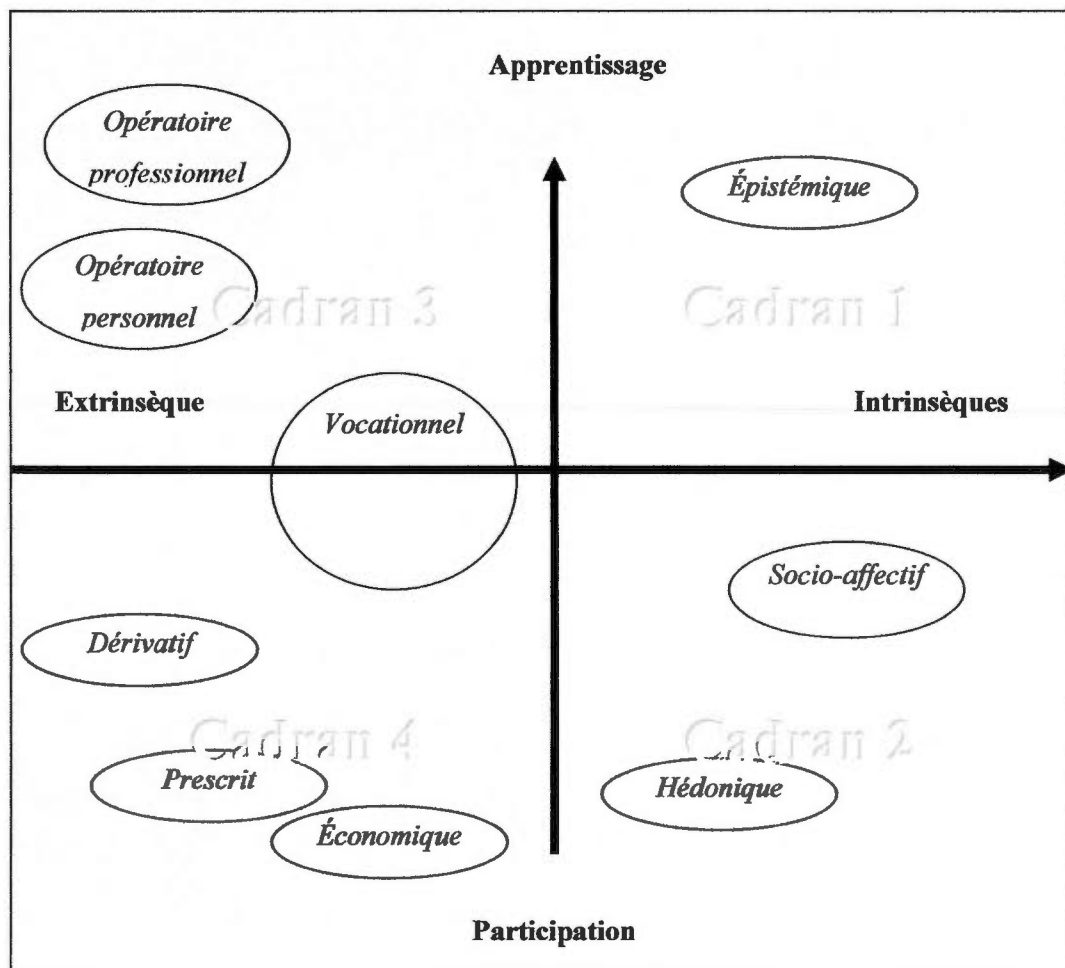 Apprentissage
Opératoire
professionnel
Épistémique
Opératoire
personnel
Cadran 3
Cadran 1
Extrinsèque
Intrinsèques
Vocationnel
Socio-affectif
Dérivatif
Cadran 4
Cadran 2
Prescrit
Hédonique
Économique
Participation